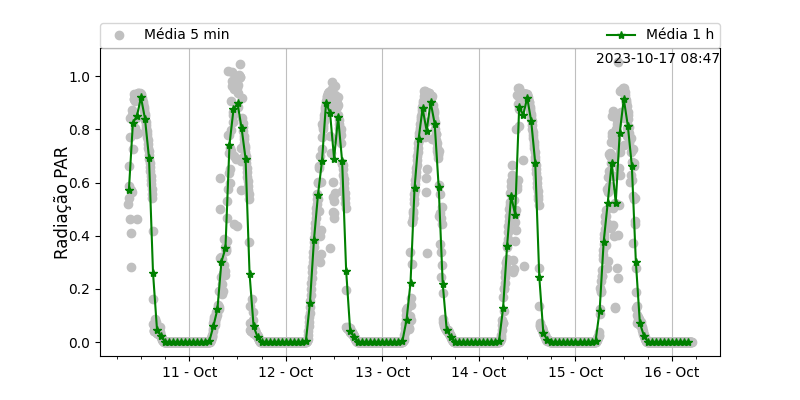 Média 5 min
Média 1 h
2023-10-17 08:47
Radiação PAR
1.0
0.8
0.6
0.4
0.2
0.0
11 - Oct
12 - Oct
13 - Oct
14 - Oct
15 - Oct
16 - Oct